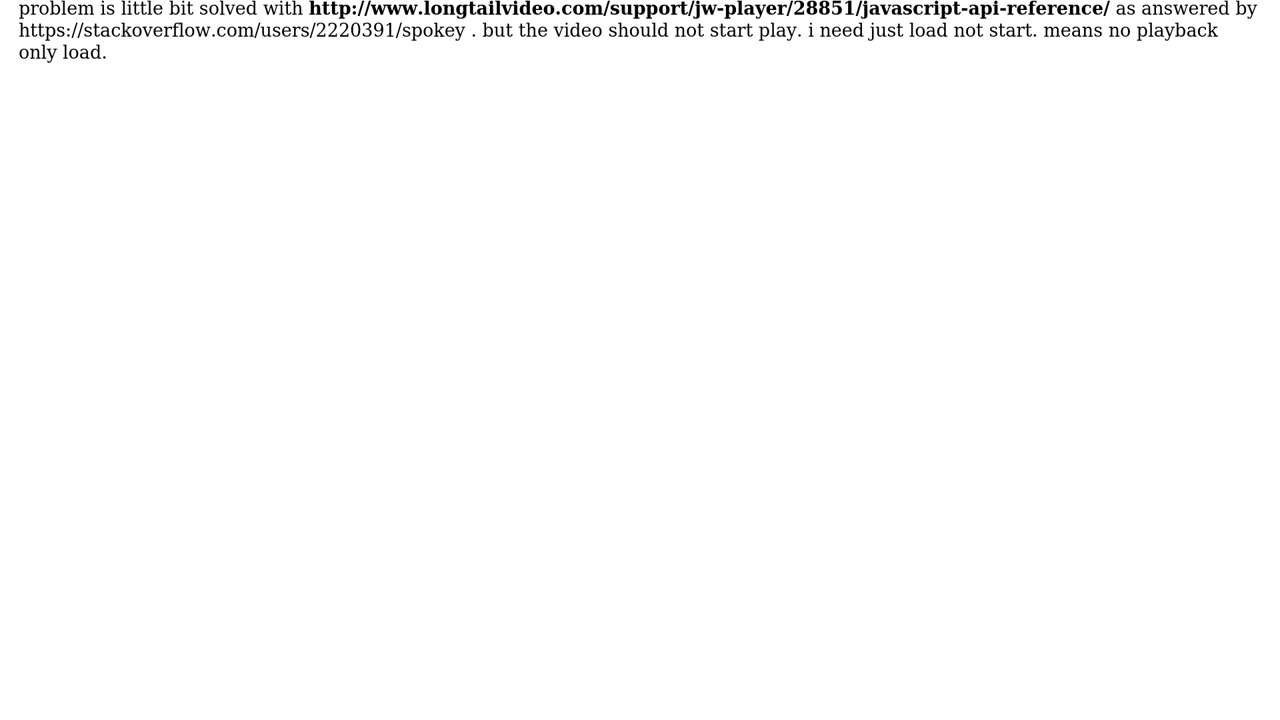 problem is little bit solved with http://www.longtailvideo.com/support/jw-player/28851/javascript-api-reference/ as answered by
https://stackoverflow.com/users/2220391/spokey . but the video should not start play. i need just load not start. means no playback
only load.